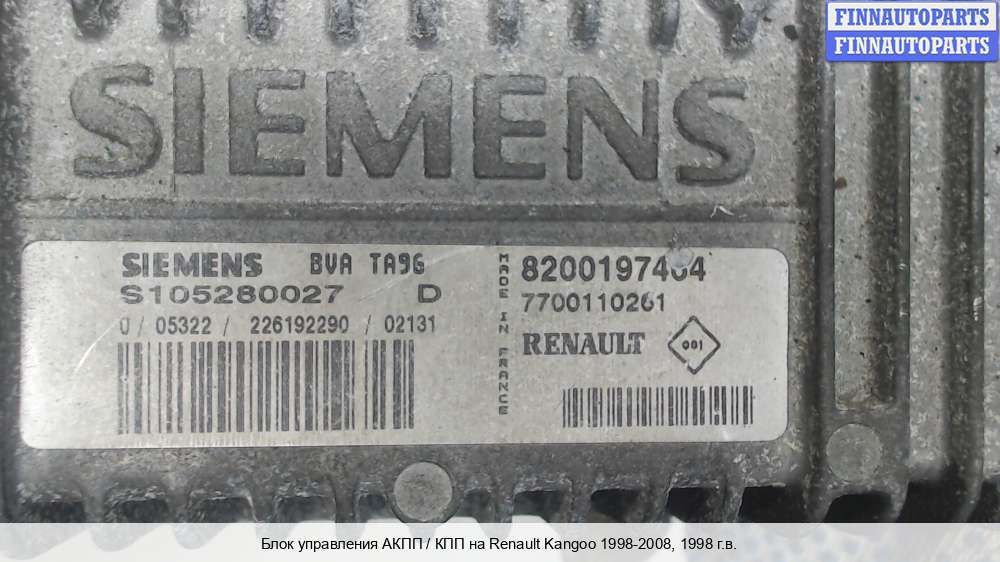 FINNAUTOPARTS
FINNAUTOPARTS
SIEMENS
SIEMENS BVA TA96
S105280027 D
0 / 05322 / 226192290 / 02131
MADE IN FRANCE
8200197464
7700110261
RENAULT 001
Блок управления АКПП / КПП на Renault Kangoo 1998-2008, 1998 г.в.